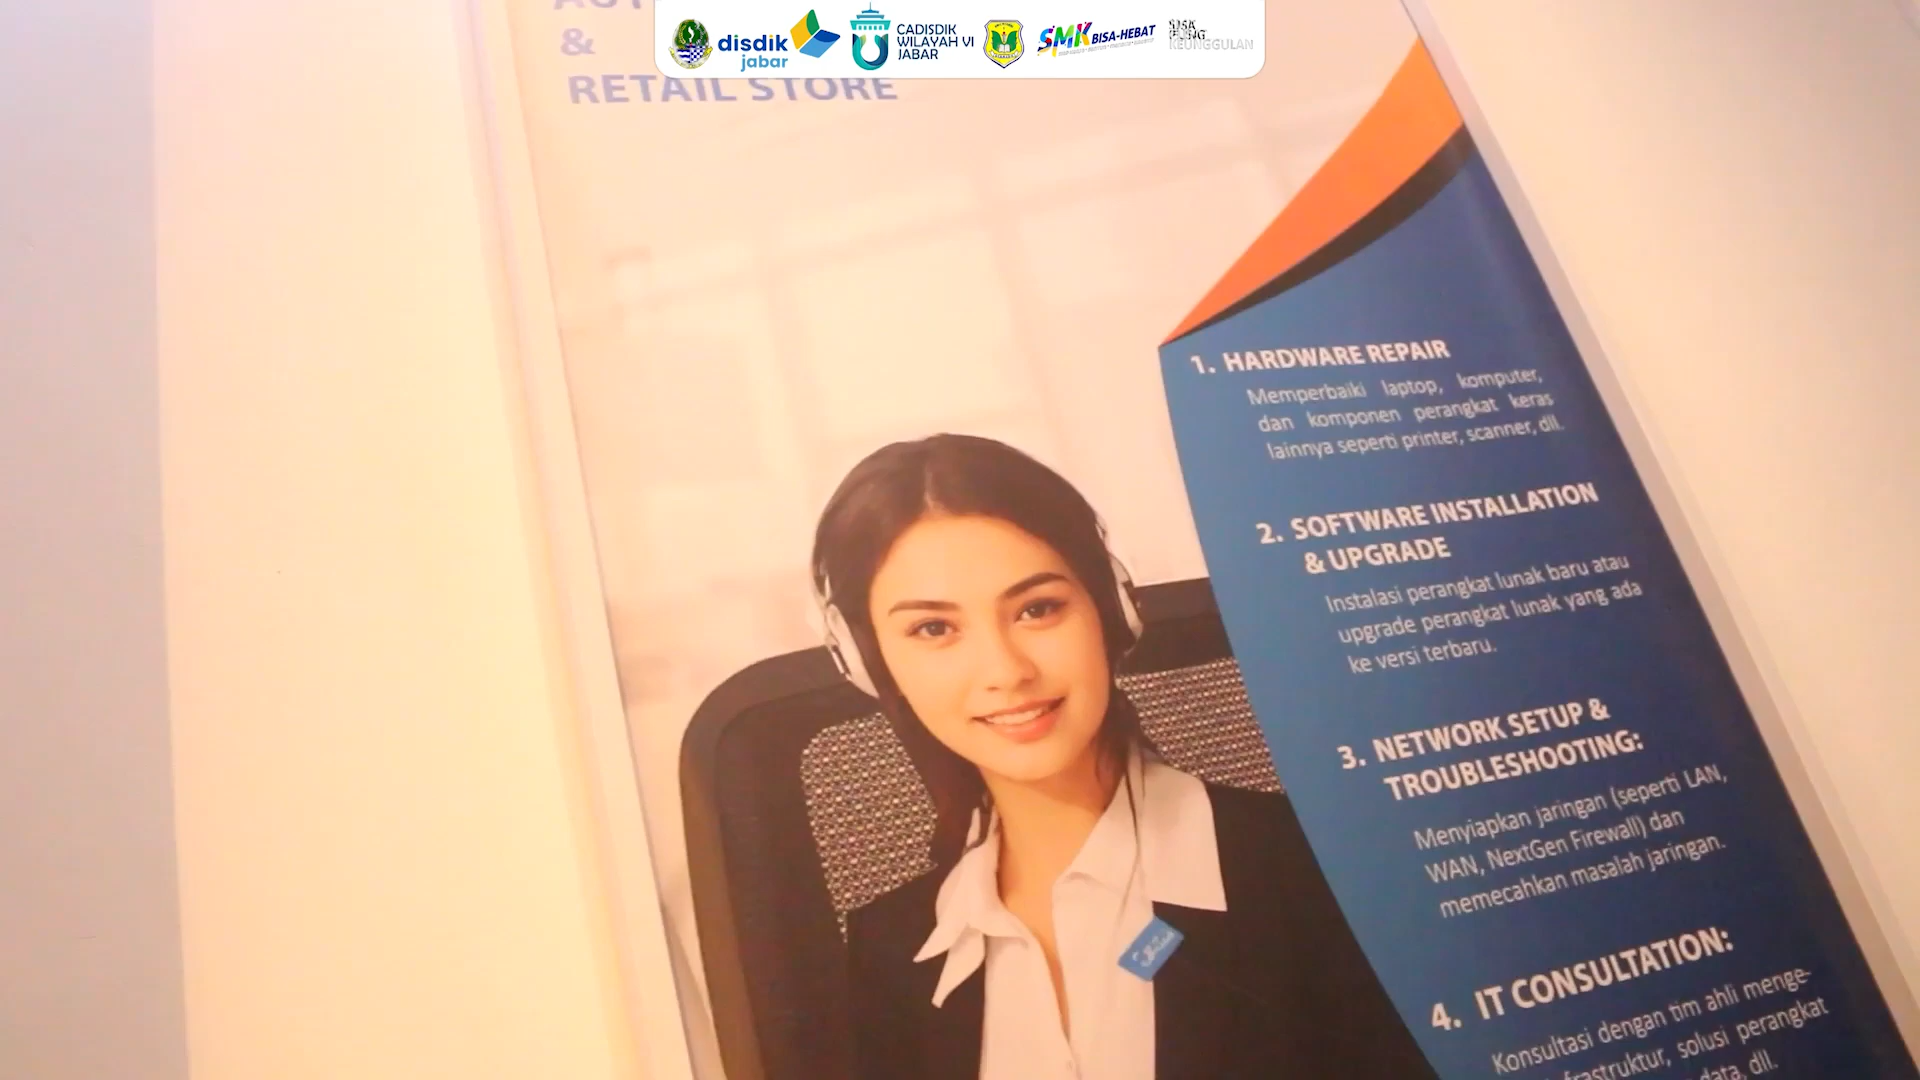 disdik
jabar
CADISDIK
WILAYAH VI
JABAR
SMK BISA-HEBAT
KEUNGGULAN
&
RETAIL STORE
1. HARDWARE REPAIR
Memperbaiki laptop, komputer,
dan komponen perangkat keras
lainnya seperti printer, scanner, dll.
2. SOFTWARE INSTALLATION
& UPGRADE
Instalasi perangkat lunak baru atau
upgrade perangkat lunak yang ada
ke versi terbaru.
3. NETWORK SETUP &
TROUBLESHOOTING:
Menyiapkan jaringan (seperti LAN,
WAN, NextGen Firewall) dan
memecahkan masalah jaringan.
4. IT CONSULTATION:
Konsultasi dengan tim ahli menge-
solusi perangkat
data, dll.